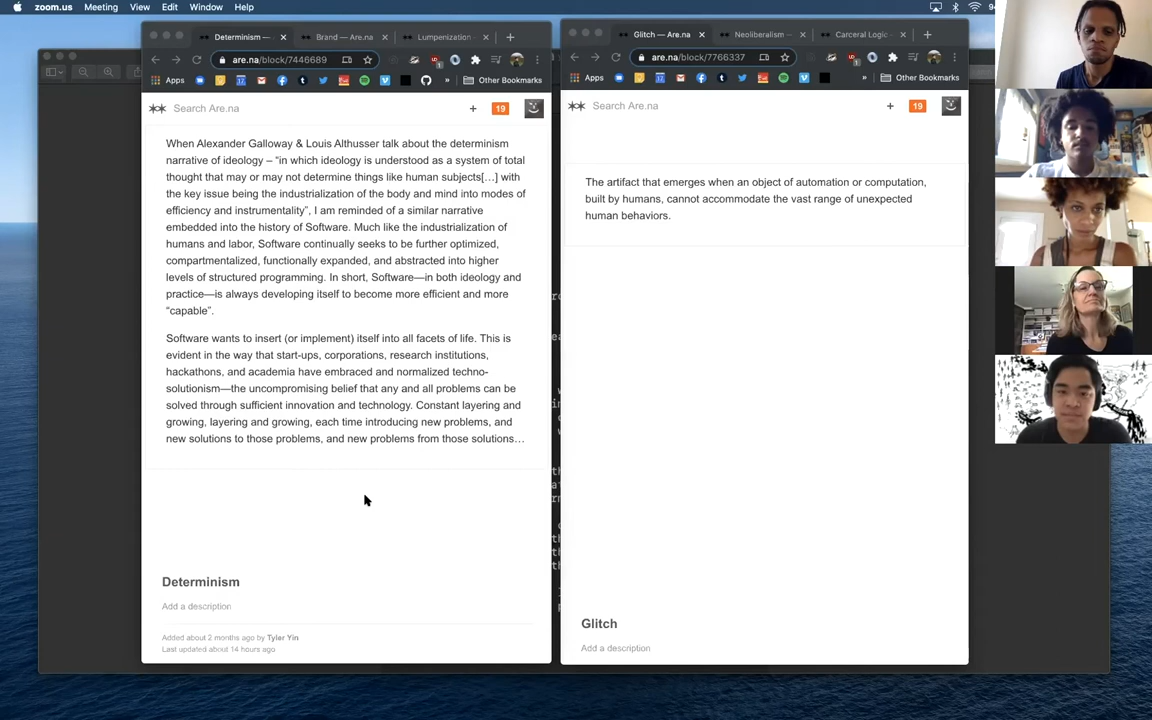 zoom.us Meeting View Edit Window Help
Determinism —
Brand — Are.na
Lumpenization
are.na/block/7446689
Apps
Other Bookmarks
Search Are.na
19
When Alexander Galloway & Louis Althusser talk about the determinism
narrative of ideology – “in which ideology is understood as a system of total
thought that may or may not determine things like human subjects[…] with
the key issue being the industrialization of the body and mind into modes of
efficiency and instrumentality”, I am reminded of a similar narrative
embedded into the history of Software. Much like the industrialization of
humans and labor, Software continually seeks to be further optimized,
compartmentalized, functionally expanded, and abstracted into higher
levels of structured programming. In short, Software—in both ideology and
practice—is always developing itself to become more efficient and more
“capable”.
Software wants to insert (or implement) itself into all facets of life. This is
evident in the way that start-ups, corporations, research institutions,
hackathons, and academia have embraced and normalized techno-
solutionism—the uncompromising belief that any and all problems can be
solved through sufficient innovation and technology. Constant layering and
growing, layering and growing, each time introducing new problems, and
new solutions to those problems, and new problems from those solutions…
Determinism
Add a description
Added about 2 months ago by Tyler Yin
Last updated about 14 hours ago
Glitch — Are.na
Neoliberalism —
Carceral Logic
are.na/block/7766337
Apps
Other Bookmarks
Search Are.na
19
The artifact that emerges when an object of automation or computation,
built by humans, cannot accommodate the vast range of unexpected
human behaviors.
Glitch
Add a description